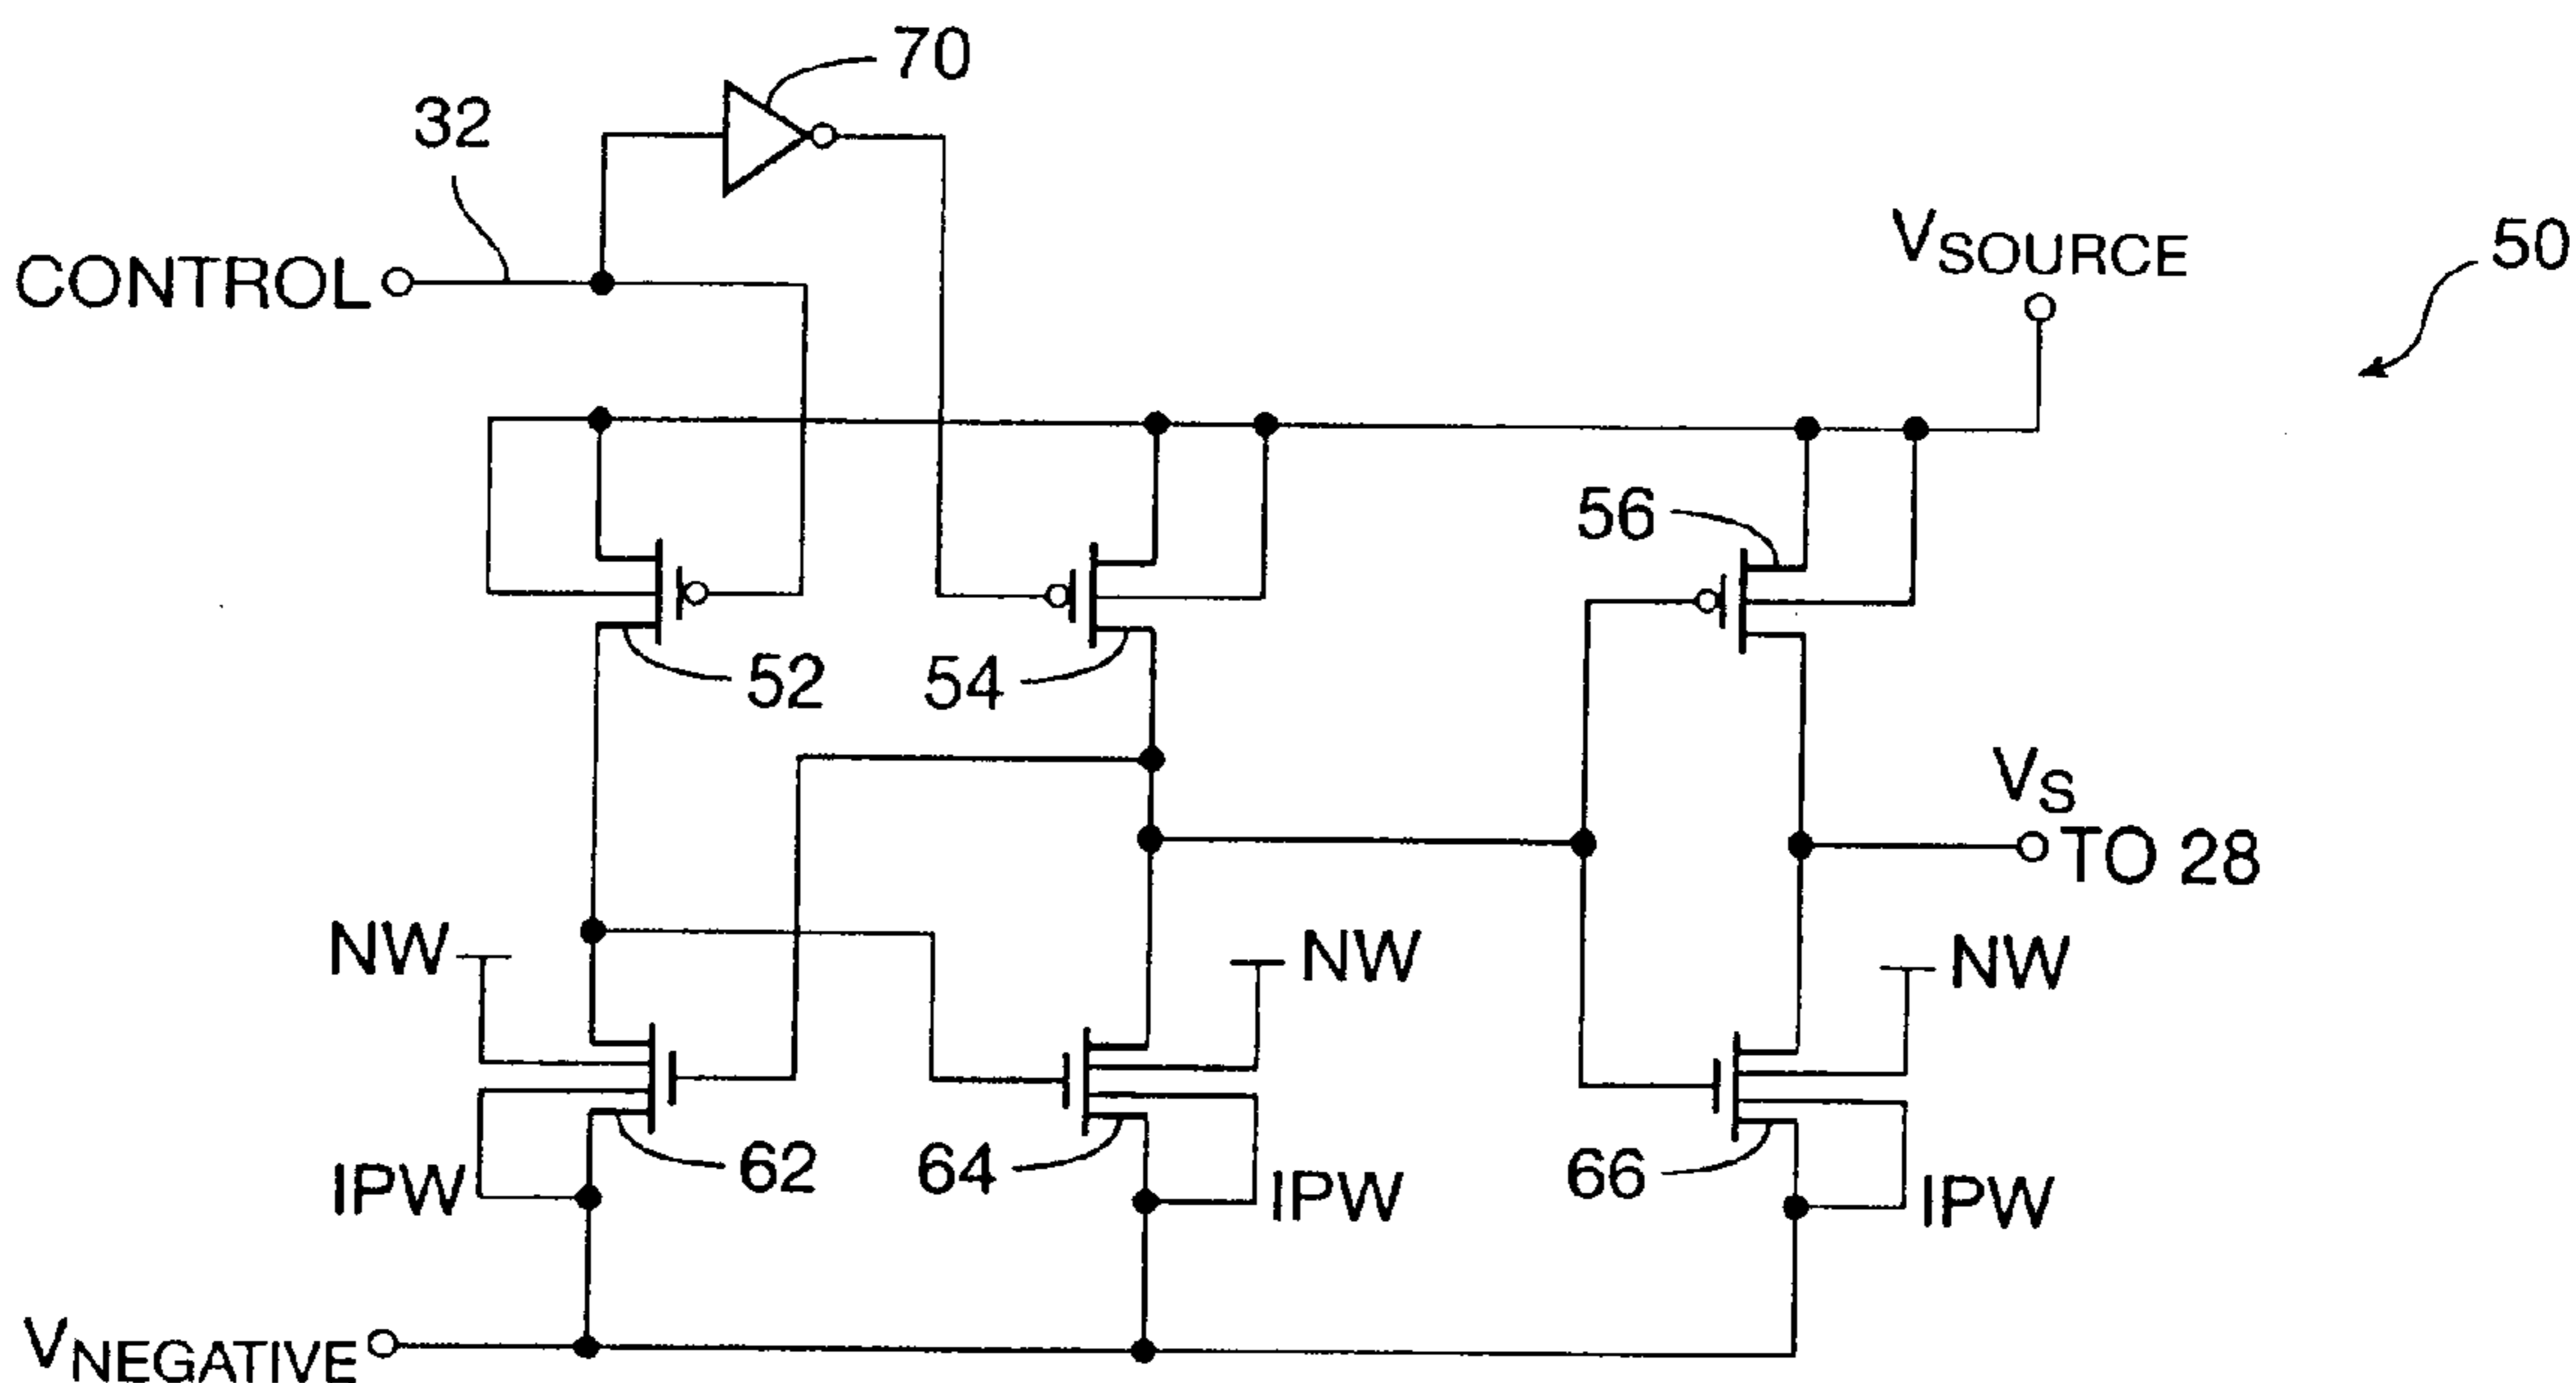 70
32
CONTROL
VSOURCE
50
56
52
54
VS
TO 28
NW
NW
NW
IPW
62
64
IPW
66
IPW
VNEGATIVE